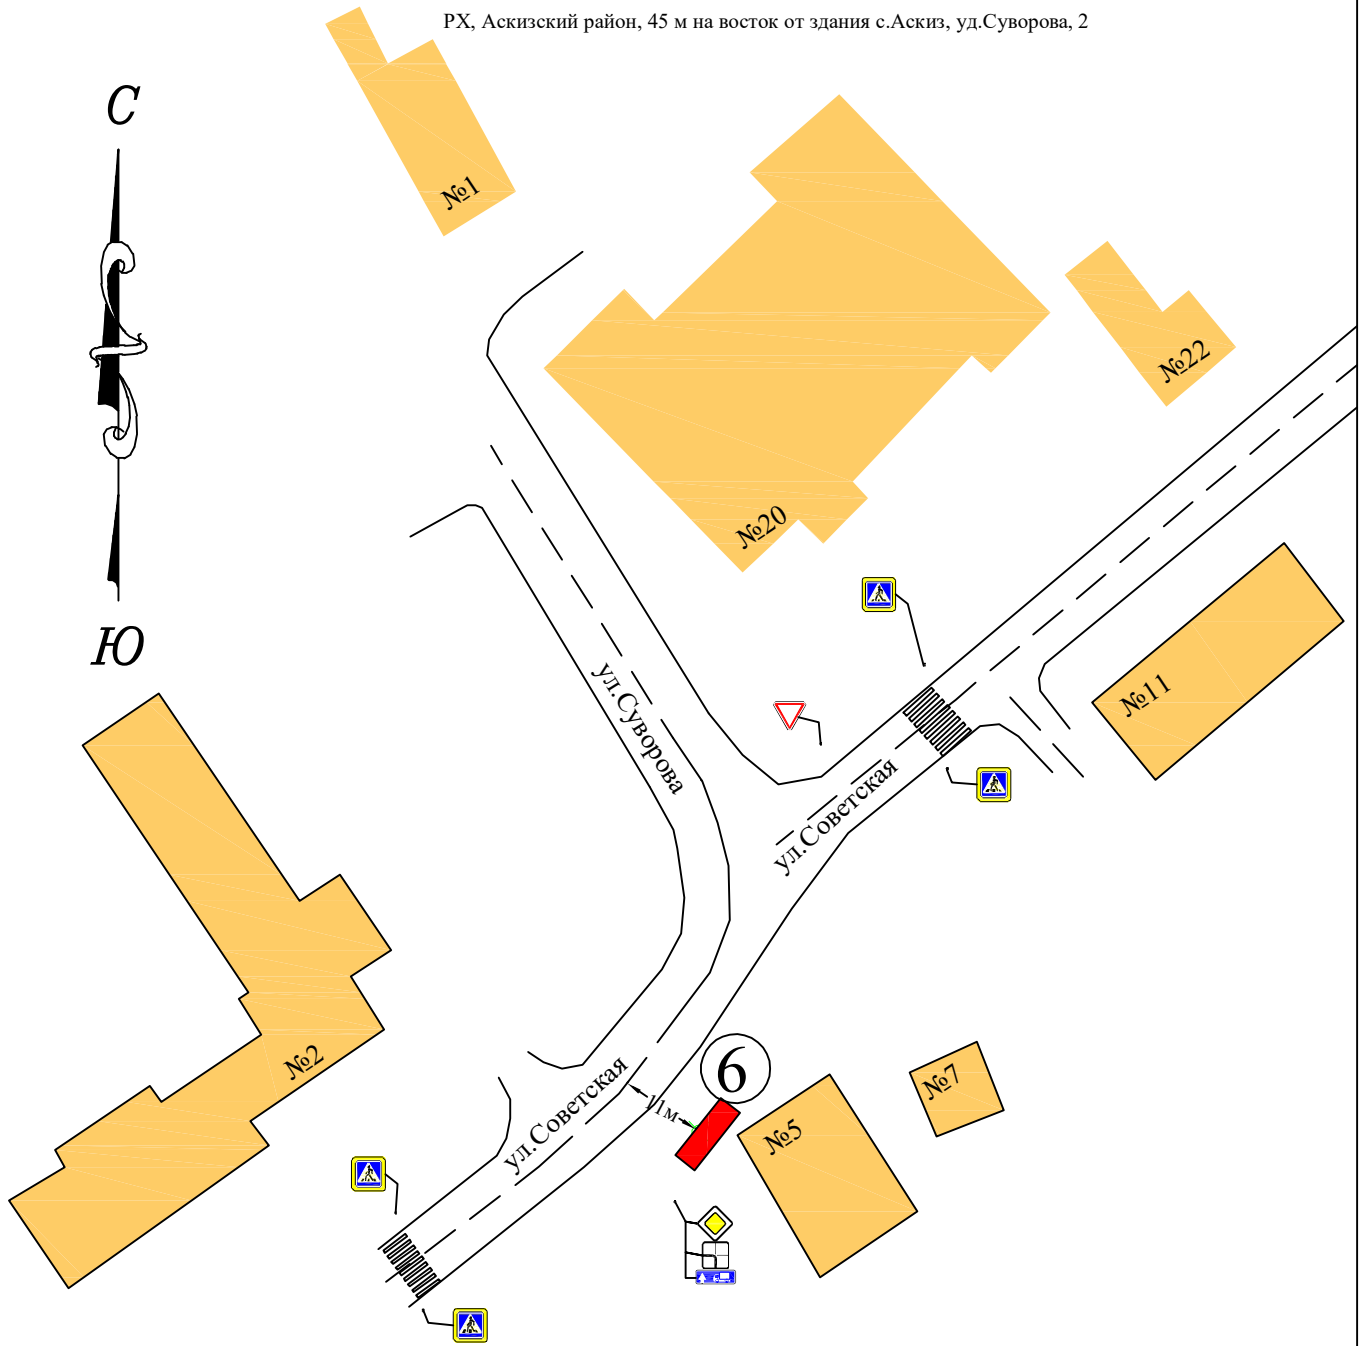 РХ, Аскизский район, 45 м на восток от здания с.Аскиз, уд.Суворова, 2
С
№1
№22
№20
Ю
№11
ул.Суворова
ул.Советская
№2
6
№7
11м
ул.Советская
№5